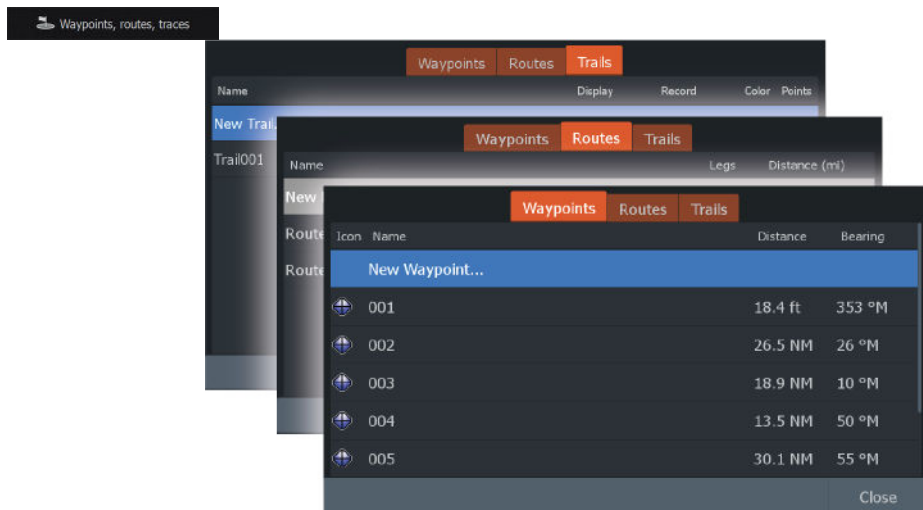 Waypoints, routes, traces
Waypoints Routes Trails
Name Display Record Color Points
New Trail
Trail001
Waypoints Routes Trails
Name Legs Distance (mi)
New
Route
Route
Waypoints Routes Trails
Icon Name Distance Bearing
New Waypoint...
001 18.4 ft 353 °M
002 26.5 NM 26 °M
003 18.9 NM 10 °M
004 13.5 NM 50 °M
005 30.1 NM 55 °M
Close